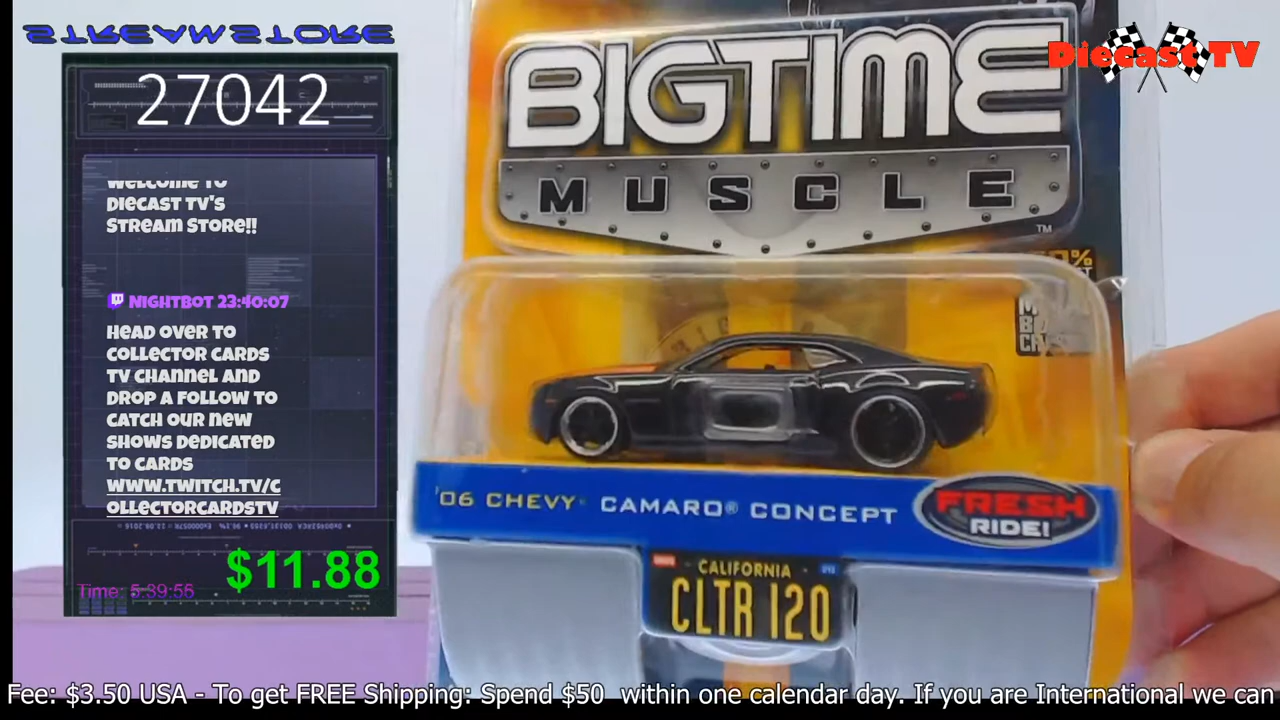 STREAM STORE
27042
WELCOME TO
DIECAST TV'S
STREAM STORE!!
NIGHTBOT 23:40:07
HEAD OVER TO
COLLECTOR CARDS
TV CHANNEL AND
DROP A FOLLOW TO
CATCH OUR NEW
SHOWS DEDICATED
TO CARDS
WWW.TWITCH.TV/C
OLLECTORCARDSTV
$11.88
Time: 5:39:56
Diecast TV
BIGTIME
MUSCLE
TM
'06 CHEVY CAMARO® CONCEPT
FRESH
RIDE!
CALIFORNIA
CLTR 120
Fee: $3.50 USA - To get FREE Shipping: Spend $50 within one calendar day. If you are International we can